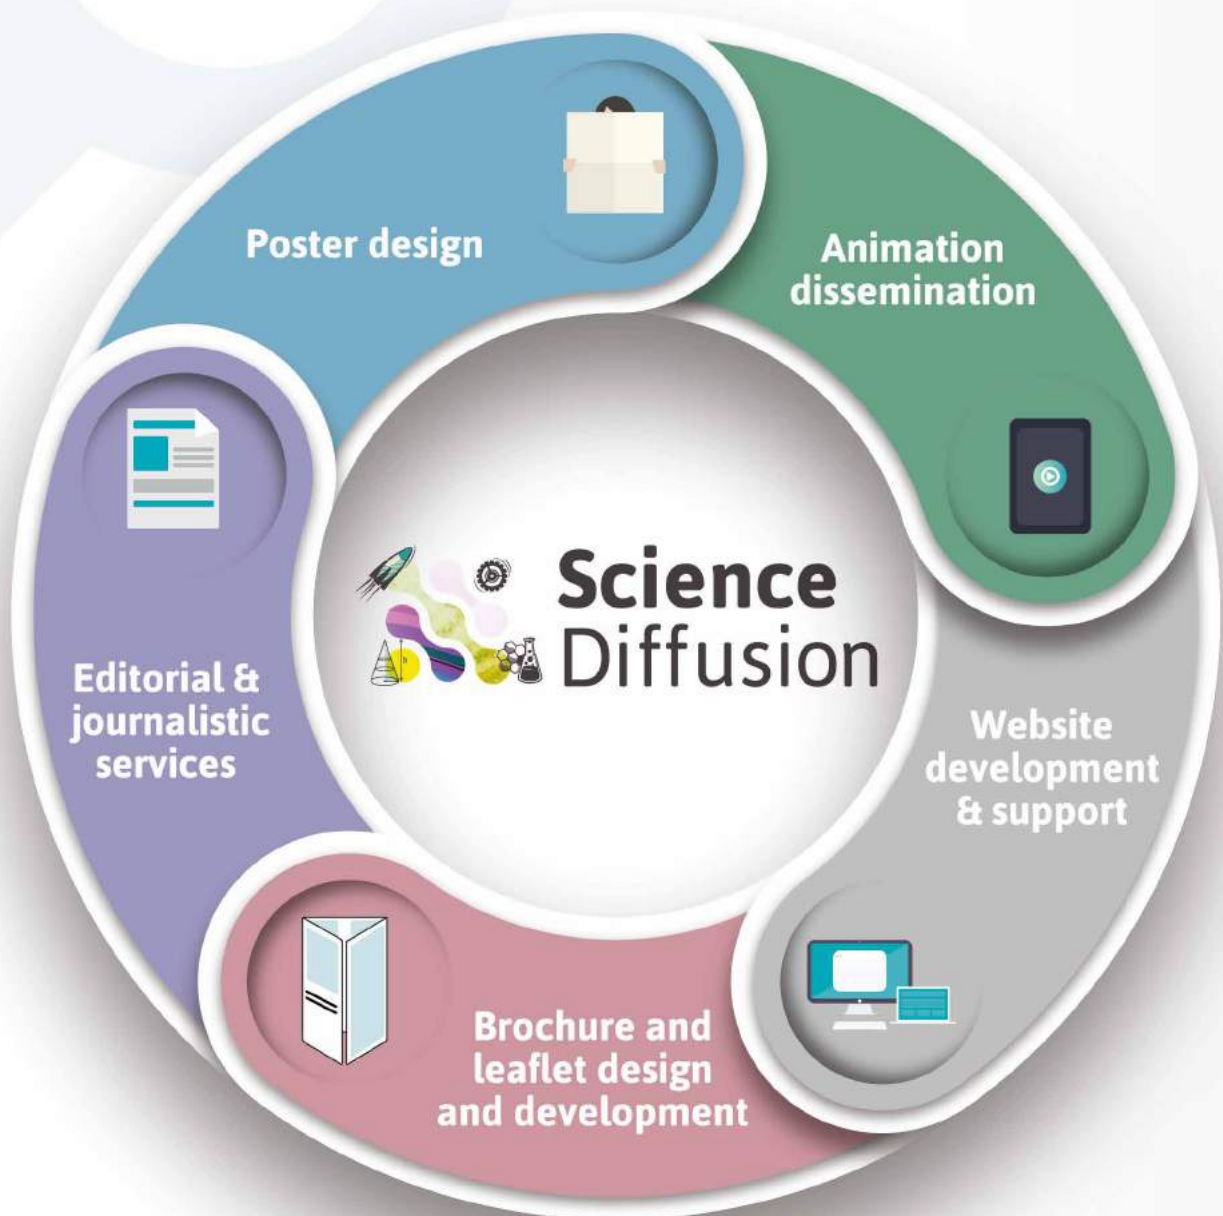 Poster design
Animation
dissemination
Science
Diffusion
Editorial &
journalistic
services
Website
development
& support
Brochure and
leaflet design
and development